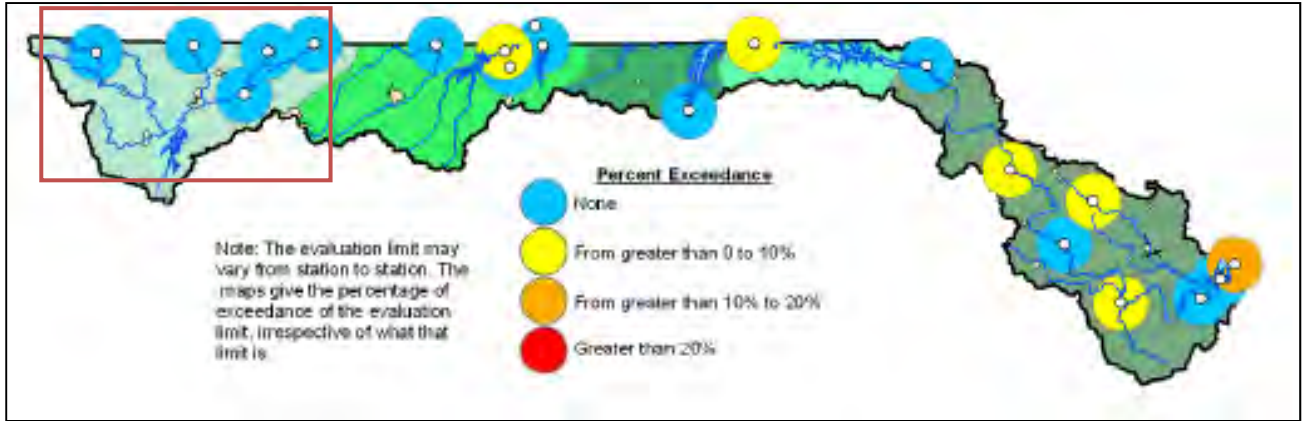 Percent Exceedance
None
From greater than 0 to 10%
From greater than 10% to 20%
Greater than 20%
Note: The evaluation limit may
vary from station to station. The
maps give the percentage of
exceedance of the evaluation
limit, irrespective of what that
limit is.